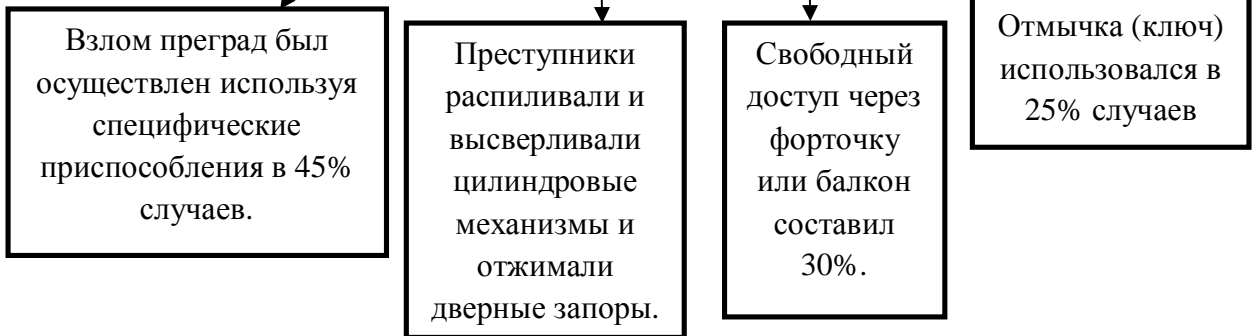 Взлом преград был
осуществлен используя
специфические
приспособления в 45%
случаев.
Преступники
распиливали и
высверливали
цилиндровые
механизмы и
отжимали
дверные запоры.
Свободный
доступ через
форточку
или балкон
составил
30%.
Отмычка (ключ)
использовался в
25% случаев